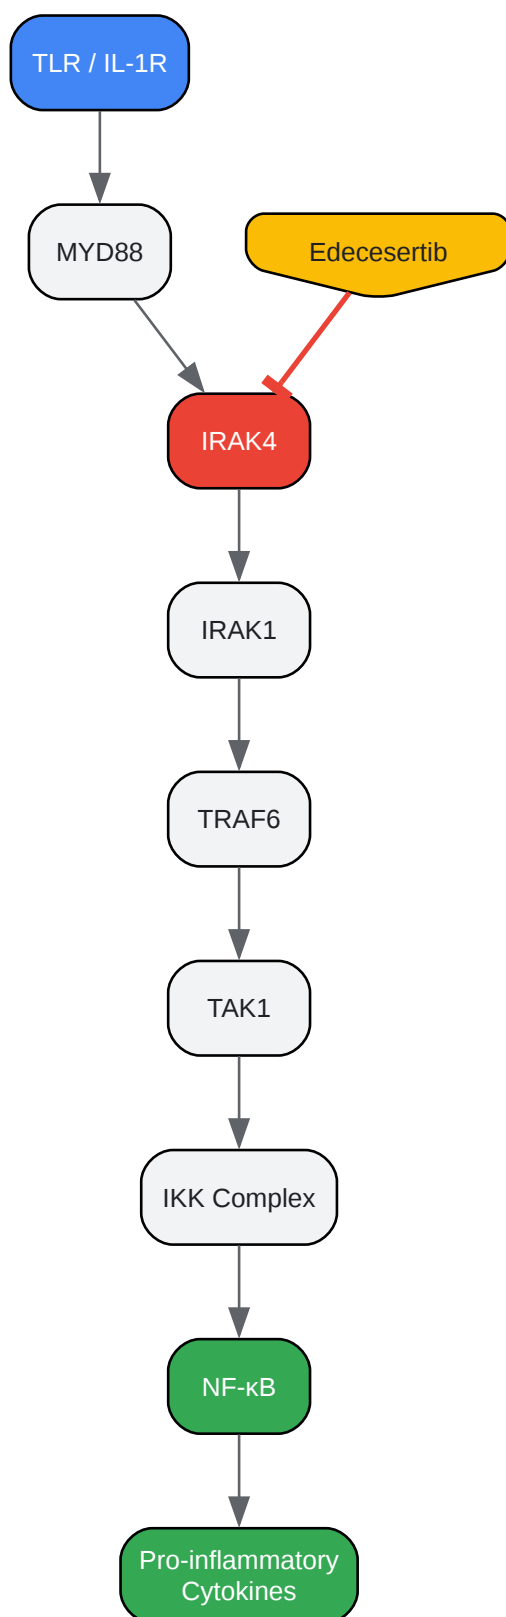 TLR / IL-1R
MYD88
Edecesertib
IRAK4
IRAK1
TRAF6
TAK1
IKK Complex
NF-κB
Pro-inflammatory
Cytokines